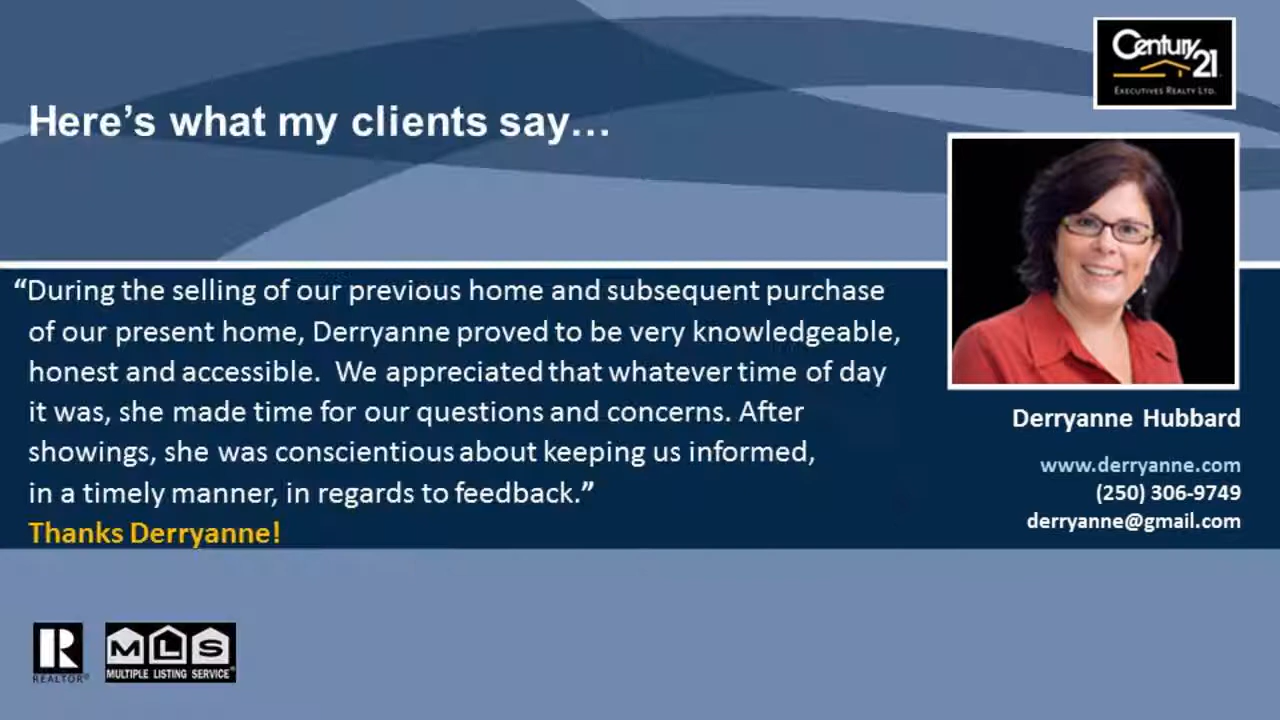 Century 21
EXECUTIVES REALTY LTD.
Here’s what my clients say…
“During the selling of our previous home and subsequent purchase
of our present home, Derryanne proved to be very knowledgeable,
honest and accessible.  We appreciated that whatever time of day
it was, she made time for our questions and concerns. After
showings, she was conscientious about keeping us informed,
in a timely manner, in regards to feedback.”
Thanks Derryanne!
Derryanne Hubbard
www.derryanne.com
(250) 306-9749
derryanne@gmail.com
R
REALTOR®
MLS
MULTIPLE LISTING SERVICE®